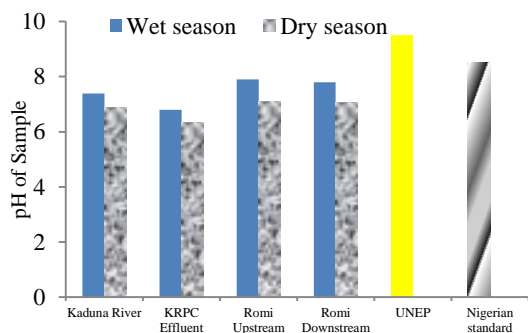 Wet season Dry season
pH of Sample
10
8
6
4
2
0
Kaduna River
KRPC
Effluent
Romi
Upstream
Romi
Downstream
UNEP
Nigerian
standard